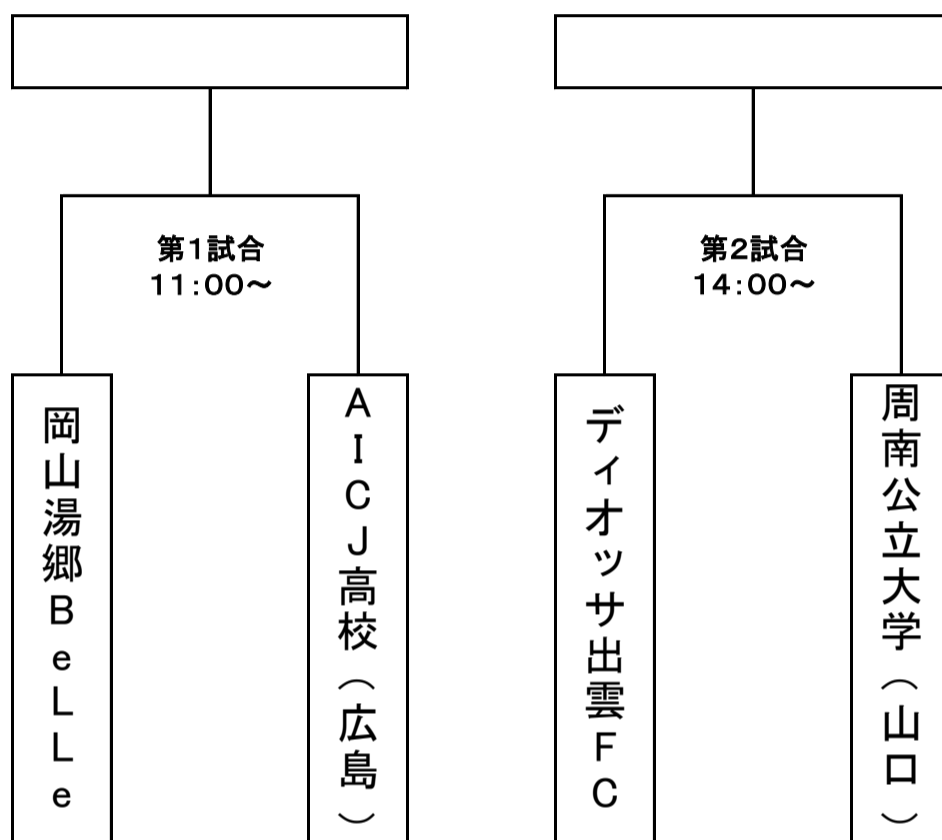 第1試合
11:00～
第2試合
14:00～
岡山湯郷BeLLe
AICJ高校（広島）
ディオッサ出雲FC
周南公立大学（山口）